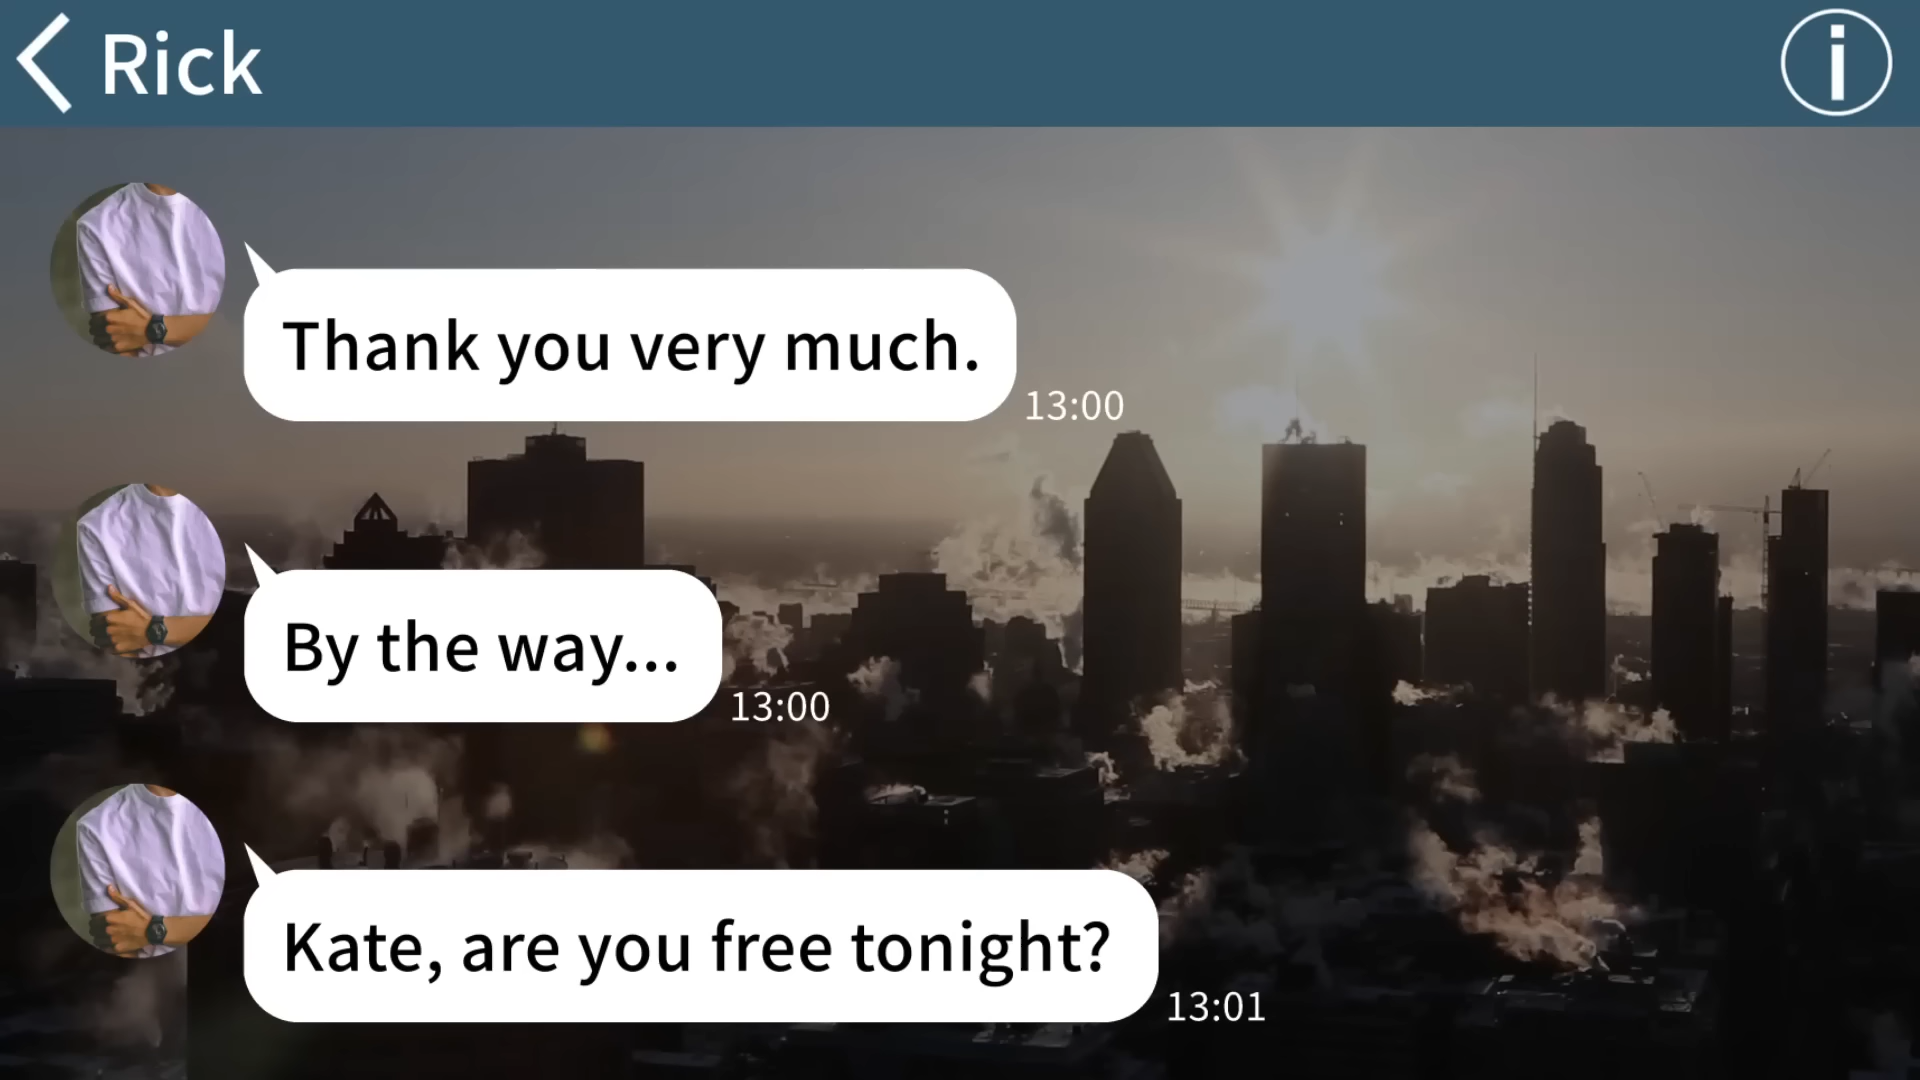 Rick
Thank you very much.
13:00
By the way...
13:00
Kate, are you free tonight?
13:01